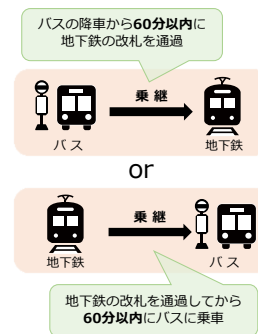 バスの降車から60分以内に
地下鉄の改札を通過
乗 継
バ ス
地下鉄
or
乗 継
地下鉄
バ ス
地下鉄の改札を通過してから
60分以内にバスに乗車